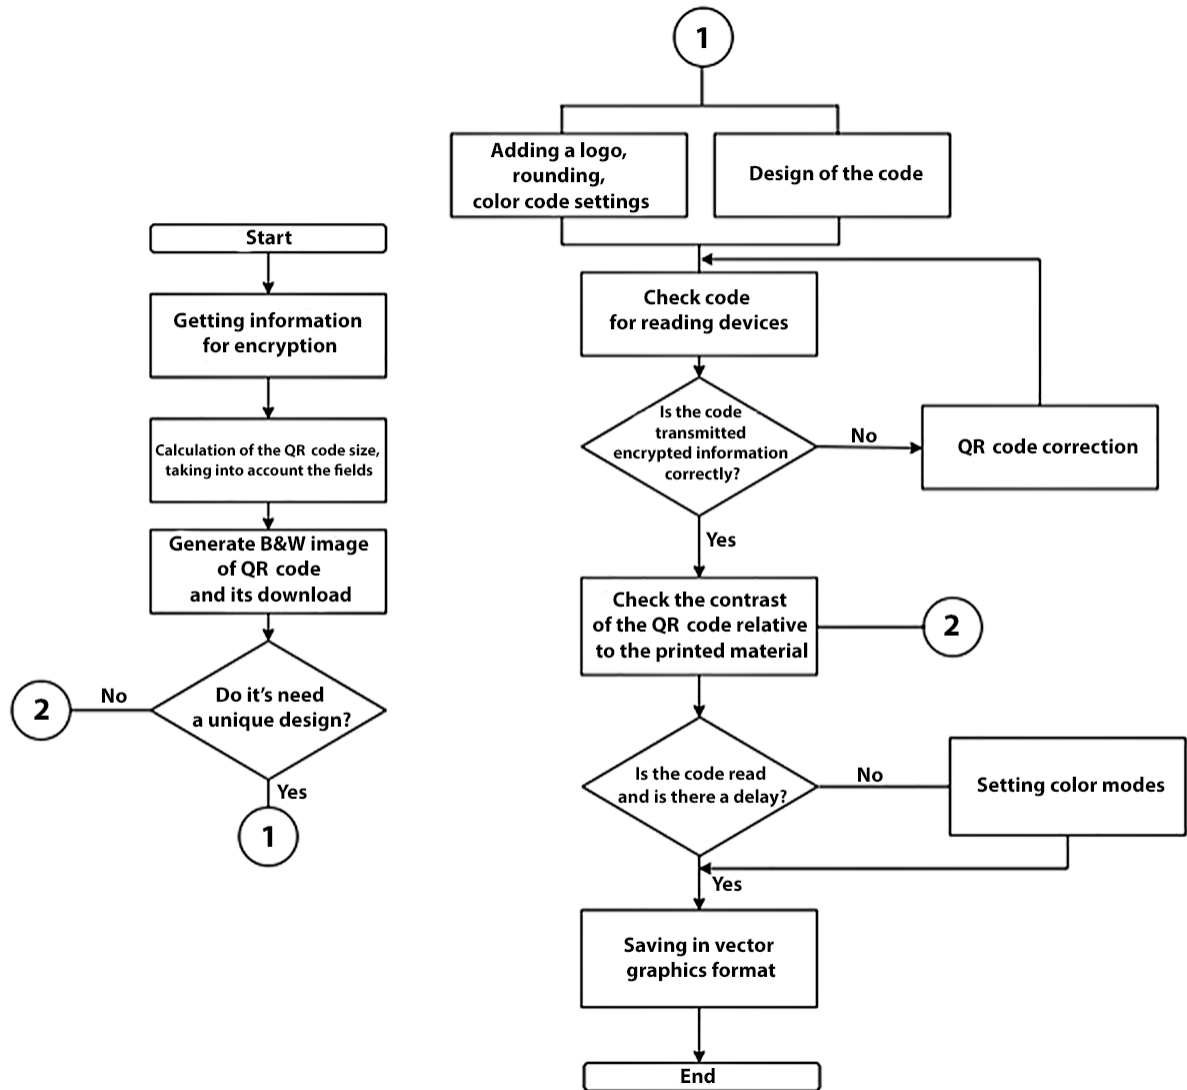 Start
Getting information
for encryption
Calculation of the QR code size,
taking into account the fields
Generate B&W image
of QR code
and its download
Do it's need
a unique design?
No
2
Yes
1
1
Adding a logo,
rounding,
color code settings
Design of the code
Check code
for reading devices
Is the code
transmitted
encrypted information
correctly?
No
QR code correction
Yes
Check the contrast
of the QR code relative
to the printed material
2
Is the code read
and is there a delay?
No
Setting color modes
Yes
Saving in vector
graphics format
End